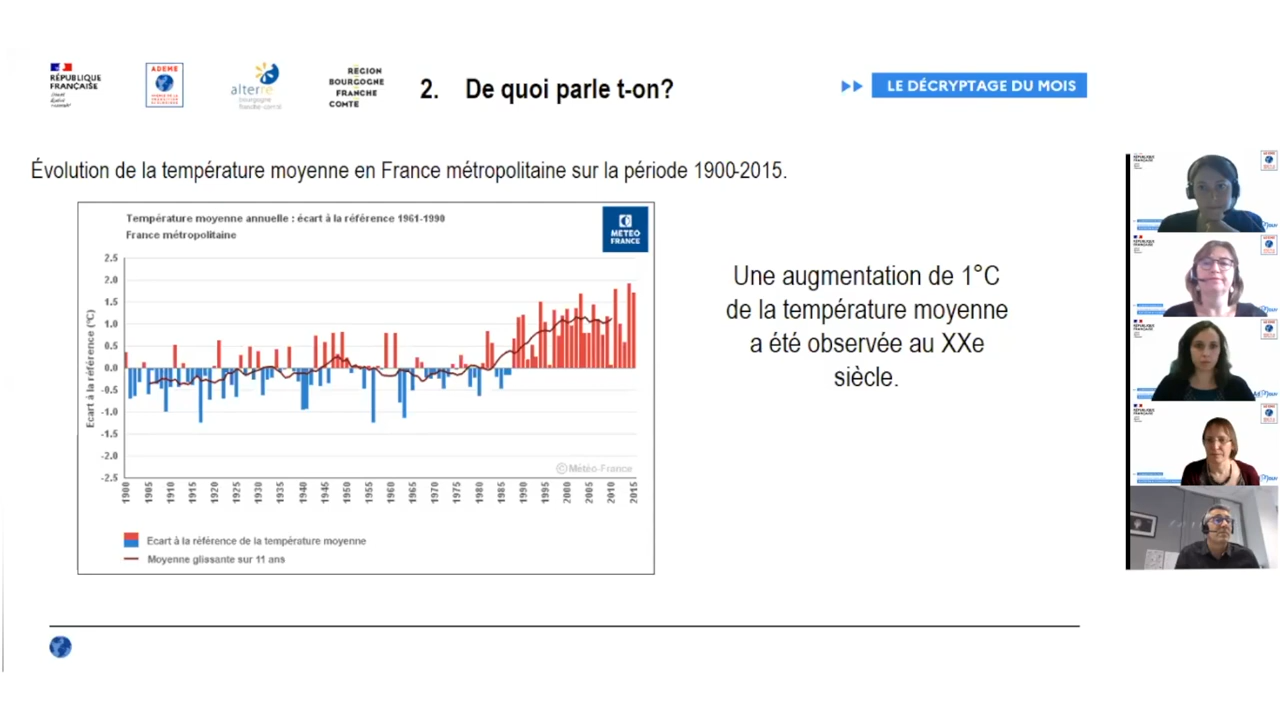 RÉPUBLIQUE
FRANÇAISE
ADEME
alterre
bourgogne
franche-comté
RÉGION
BOURGOGNE
FRANCHE
COMTÉ
2. De quoi parle t-on?
LE DÉCRYPTAGE DU MOIS
Évolution de la température moyenne en France métropolitaine sur la période 1900-2015.
Température moyenne annuelle : écart à la référence 1961-1990
France métropolitaine
METEO
FRANCE
Ecart à la référence (°C)
2.5
2.0
1.5
1.0
0.5
0.0
-0.5
-1.0
-1.5
-2.0
-2.5
©Météo-France
1900 1905 1910 1915 1920 1925 1930 1935 1940 1945 1950 1955 1960 1965 1970 1975 1980 1985 1990 1995 2000 2005 2010 2015
Ecart à la référence de la température moyenne
Moyenne glissante sur 11 ans
Une augmentation de 1°C
de la température moyenne
a été observée au XXe
siècle.